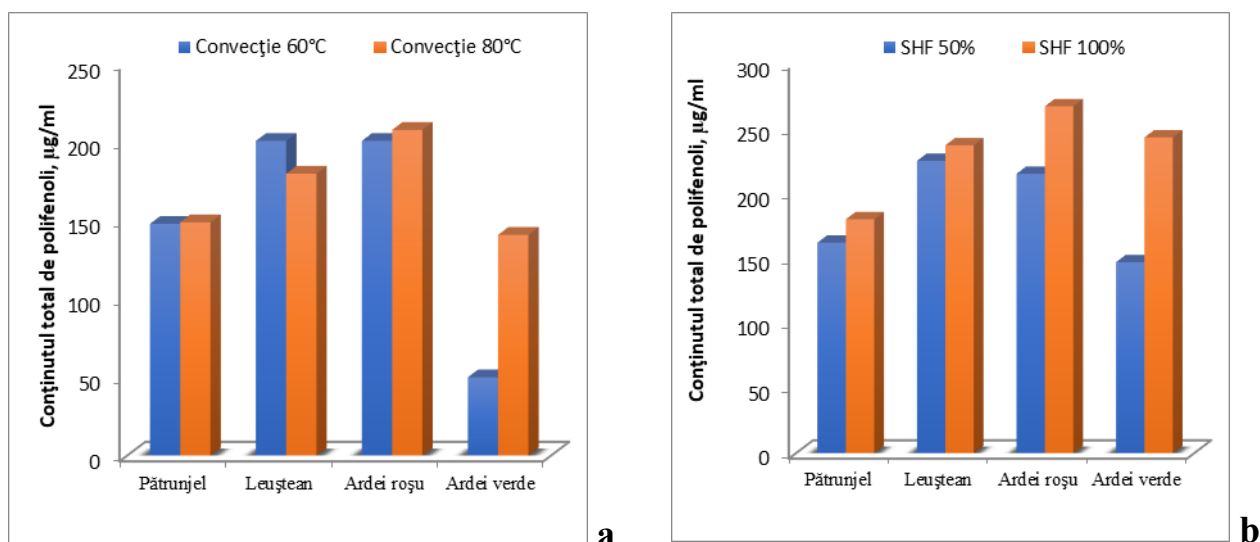 Convecție 60°C Convecție 80°C
Conţinutul total de polifenoli, µg/ml
250
200
150
100
50
0
Pătrunjel Leuştean Ardei roşu Ardei verde
a
SHF 50% SHF 100%
Conţinutul total de polifenoli, µg/ml
300
250
200
150
100
50
0
Pătrunjel Leuştean Ardei roşu Ardei verde
b